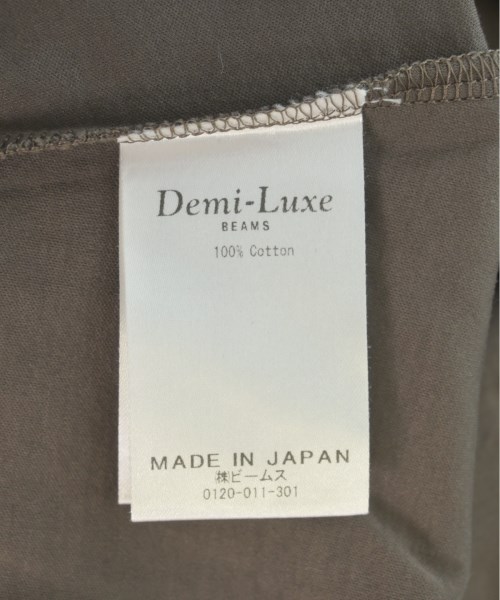 Demi-Luxe
BEAMS
100% Cotton
MADE IN JAPAN
㈱ビームス
0120-011-301